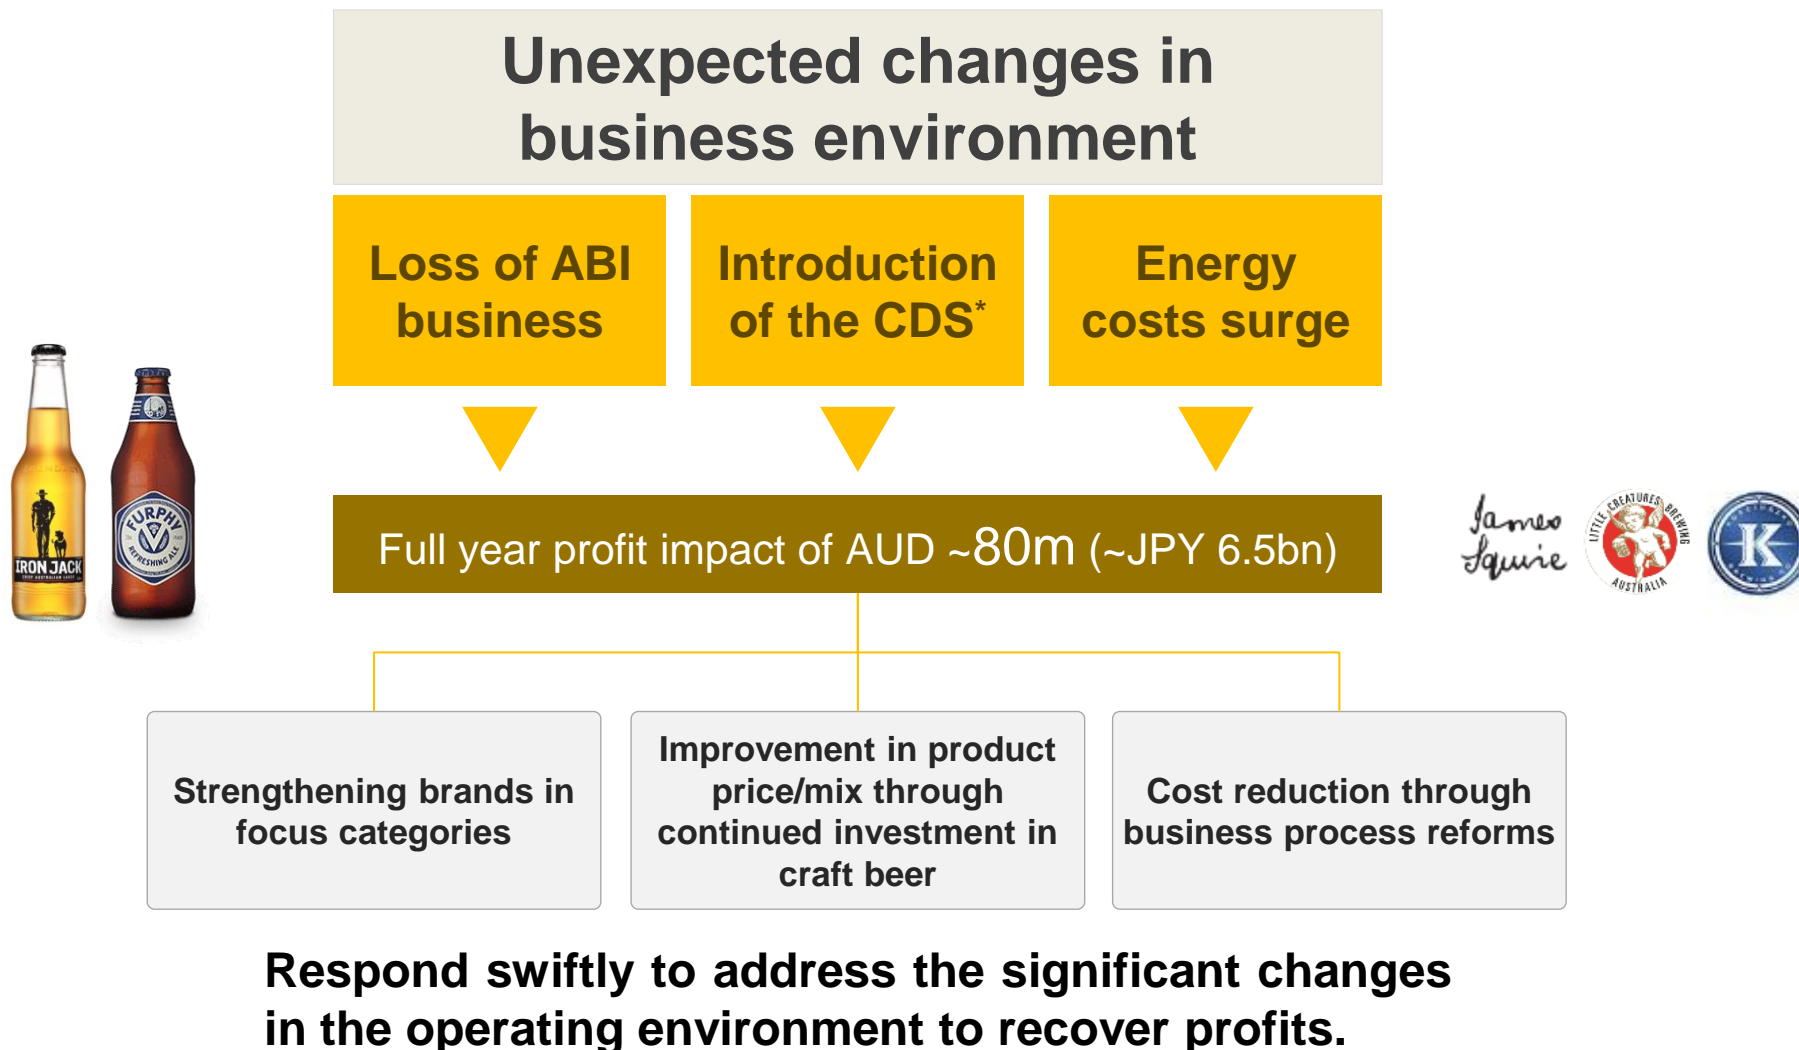 Unexpected changes in
business environment
Loss of ABI
business
Introduction
of the CDS*
Energy
costs surge
Full year profit impact of AUD ~80m (~JPY 6.5bn)
IRON JACK
FURPHY
REFRESHING ALE
James
Squire
LITTLE CREATURES BREWING
AUSTRALIA
K
Strengthening brands in
focus categories
Improvement in product
price/mix through
continued investment in
craft beer
Cost reduction through
business process reforms
Respond swiftly to address the significant changes
in the operating environment to recover profits.